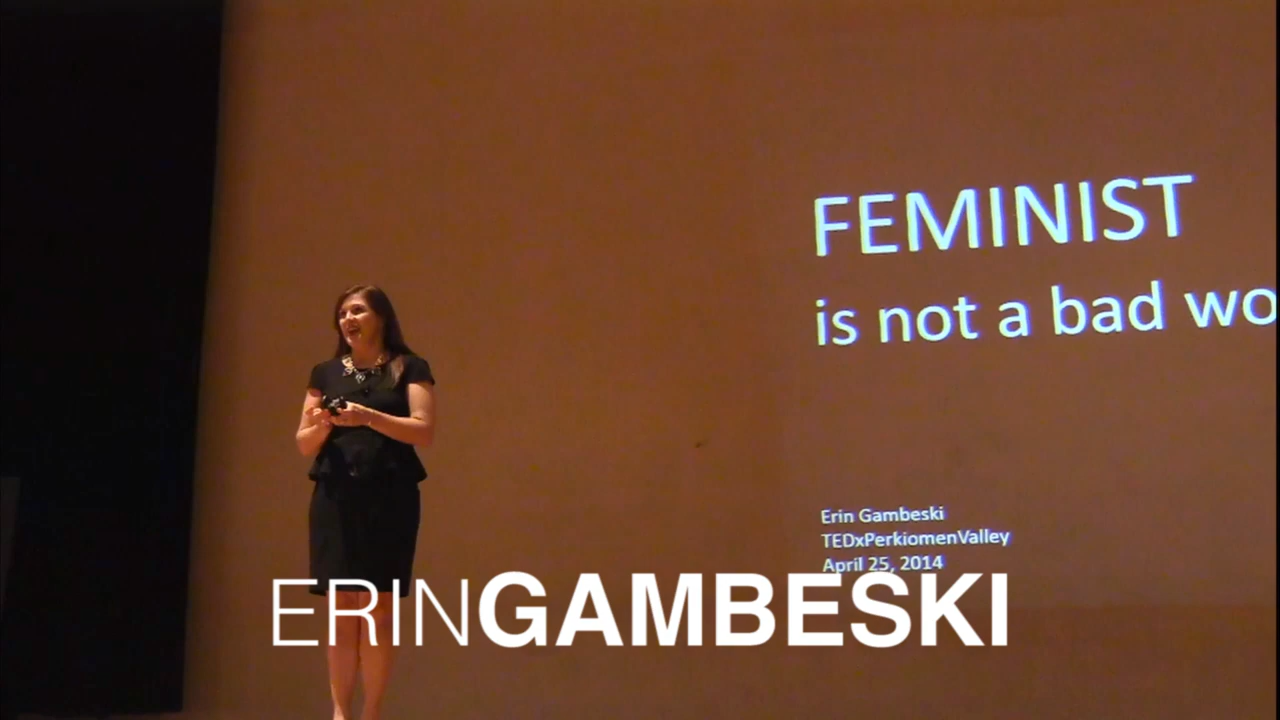 FEMINIST
is not a bad wo
Erin Gambeski
TEDxPerkiomenValley
April 25, 2014
ERINGAMBESKI